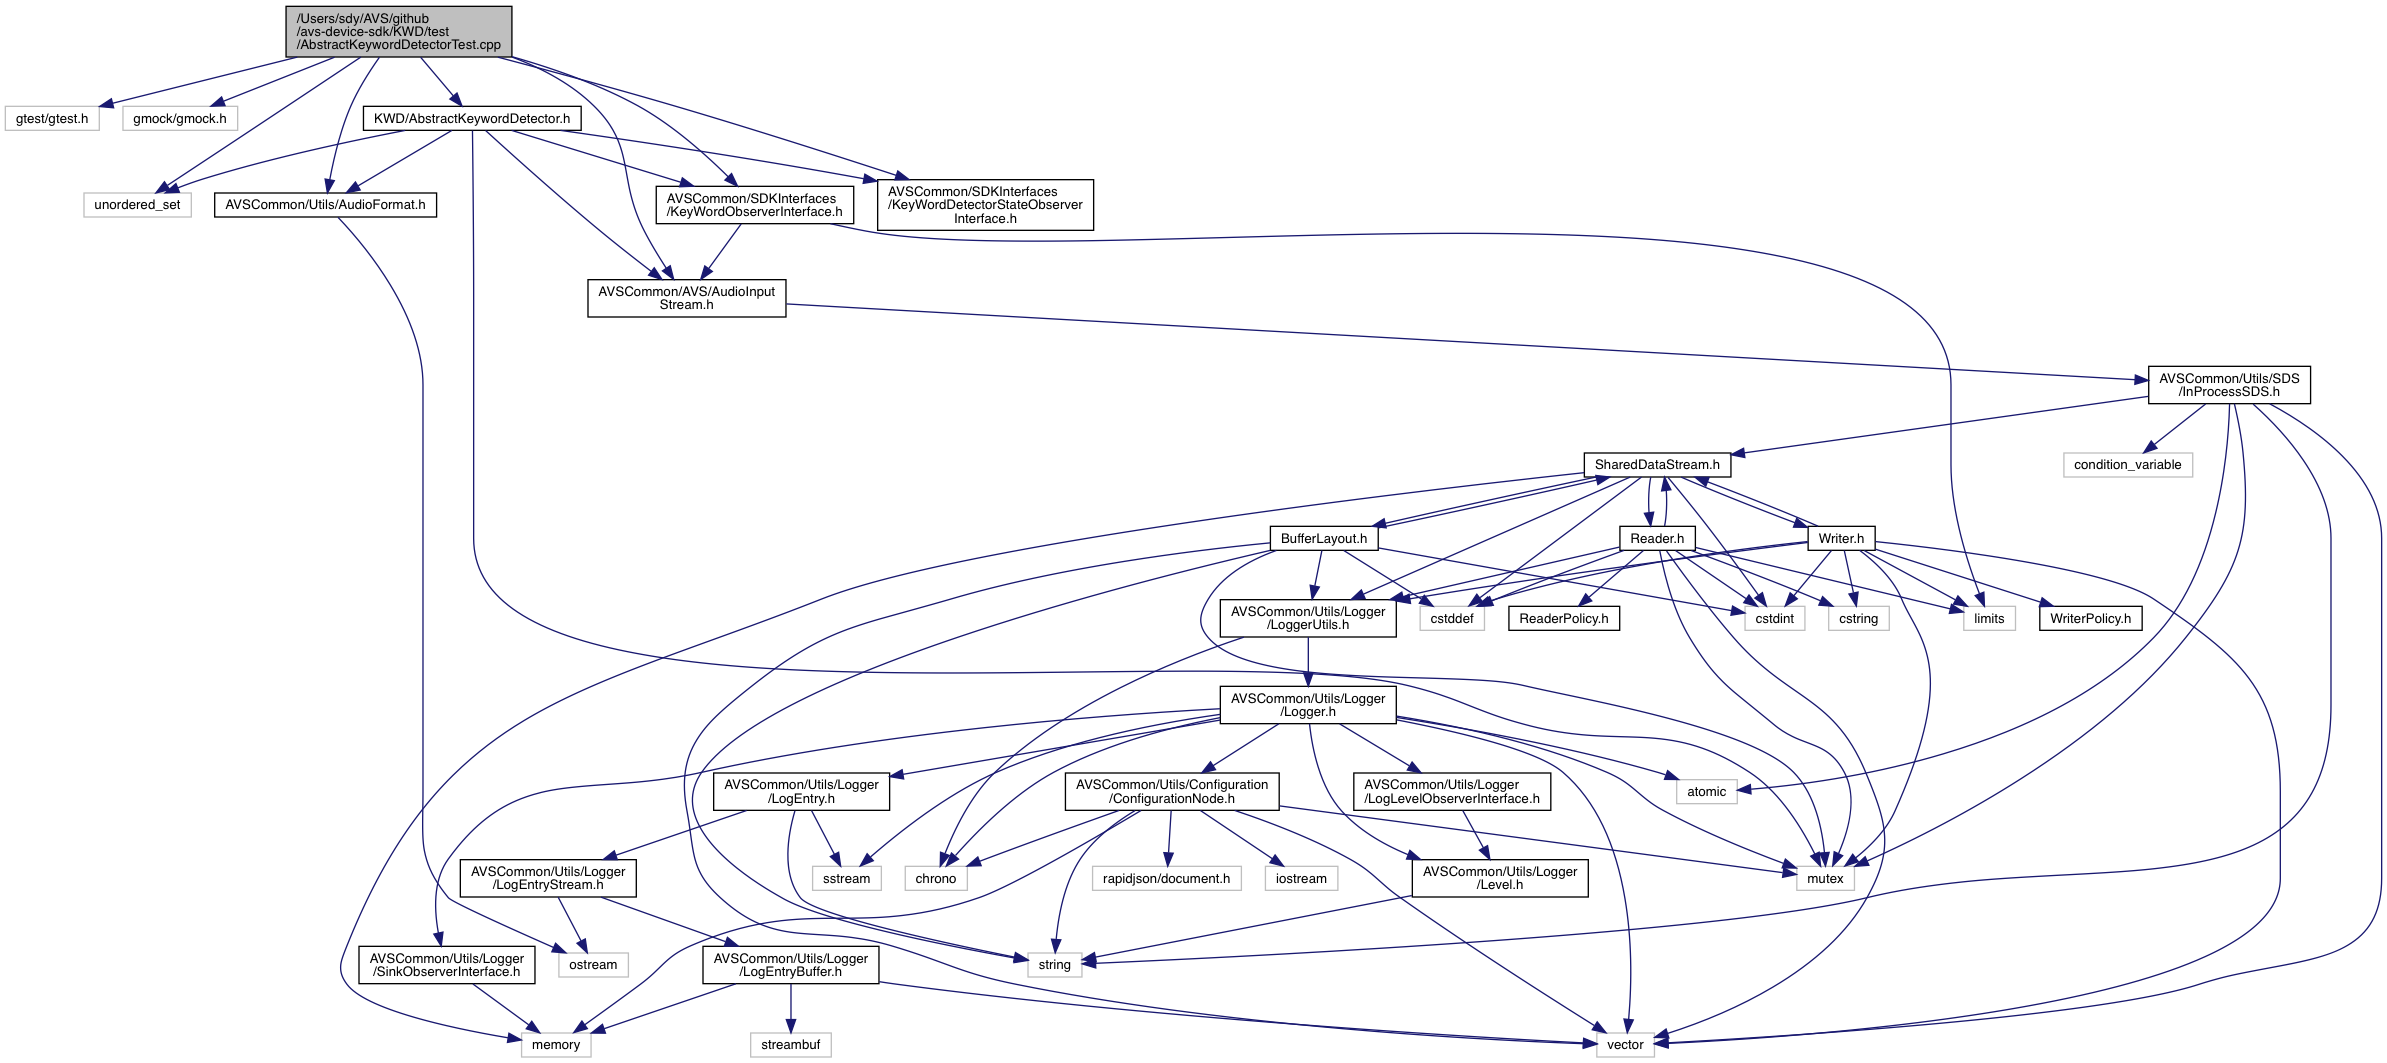 /Users/sdy/AVS/github
/avs-device-sdk/KWD/test
/AbstractKeywordDetectorTest.cpp
gtest/gtest.h
gmock/gmock.h
KWD/AbstractKeywordDetector.h
unordered_set
AVSCommon/Utils/AudioFormat.h
AVSCommon/SDKInterfaces
/KeyWordObserverInterface.h
AVSCommon/SDKInterfaces
/KeyWordDetectorStateObserver
Interface.h
AVSCommon/AVS/AudioInput
Stream.h
AVSCommon/Utils/SDS
/InProcessSDS.h
SharedDataStream.h
condition_variable
BufferLayout.h
Reader.h
Writer.h
AVSCommon/Utils/Logger
/LoggerUtils.h
cstddef
ReaderPolicy.h
cstdint
cstring
limits
WriterPolicy.h
AVSCommon/Utils/Logger
/Logger.h
AVSCommon/Utils/Logger
/LogEntry.h
AVSCommon/Utils/Configuration
/ConfigurationNode.h
AVSCommon/Utils/Logger
/LogLevelObserverInterface.h
atomic
AVSCommon/Utils/Logger
/LogEntryStream.h
sstream
chrono
rapidjson/document.h
iostream
AVSCommon/Utils/Logger
/Level.h
mutex
AVSCommon/Utils/Logger
/SinkObserverInterface.h
ostream
AVSCommon/Utils/Logger
/LogEntryBuffer.h
string
memory
streambuf
vector